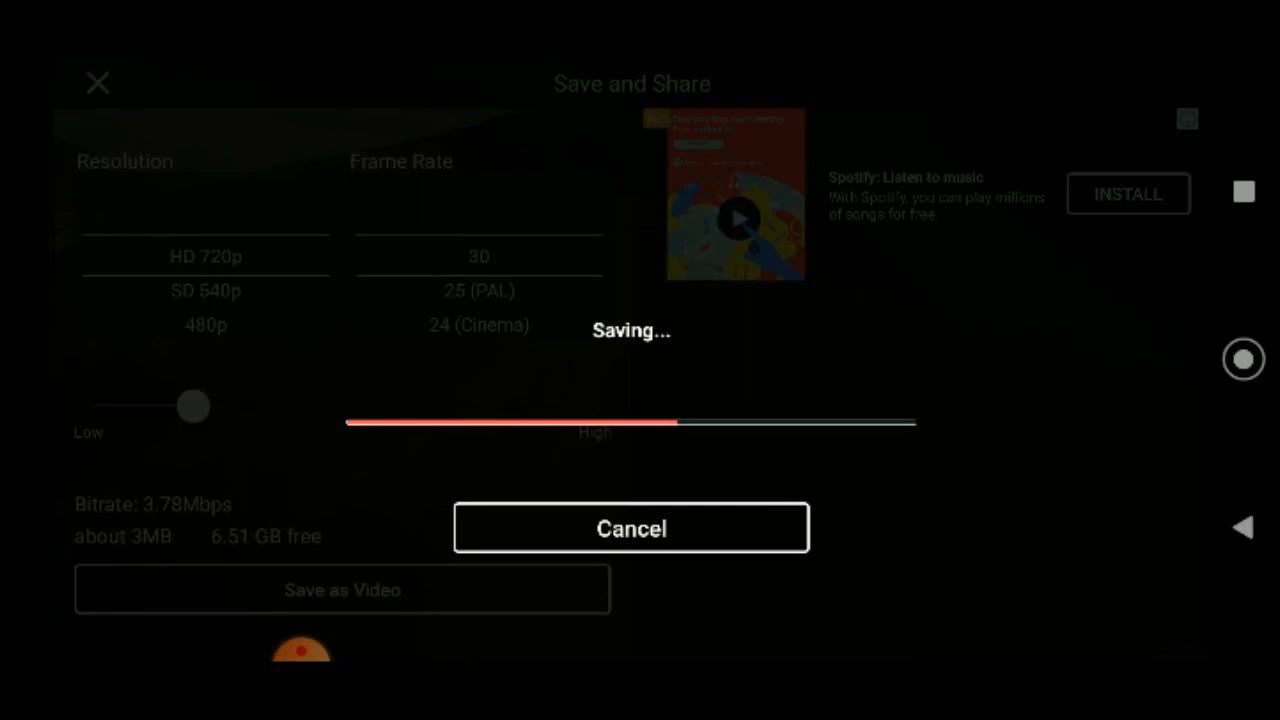 Save and Share
Resolution
Frame Rate
HD 720p
30
SD 540p
25 (PAL)
480p
24 (Cinema)
Spotify: Listen to music
With Spotify, you can play millions
of songs for free.
INSTALL
Saving...
Low
High
Bitrate: 3.78Mbps
about 3MB
6.51 GB free
Cancel
Save as Video